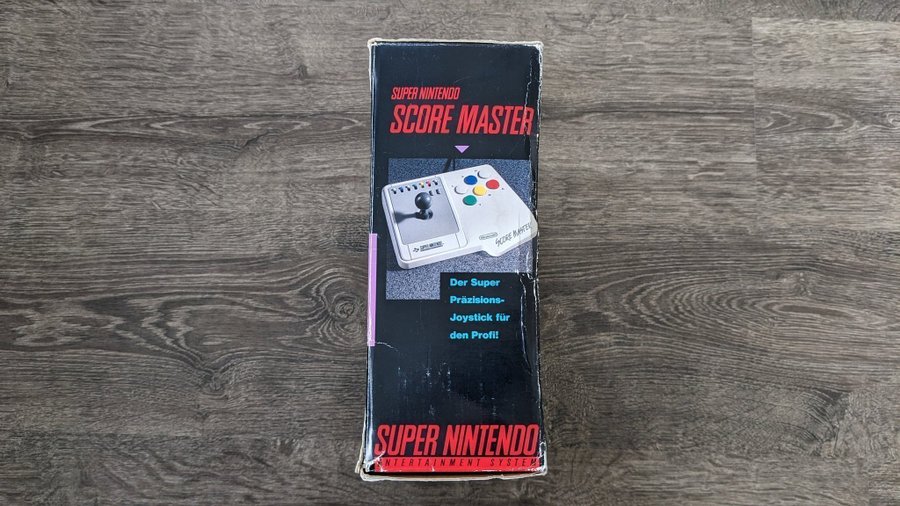 SUPER NINTENDO
SCORE MASTER
Nintendo
SCORE MASTER
SUPER NINTENDO
Der Super
Präzisions-
Joystick für
den Profi!
SUPER NINTENDO
ENTERTAINMENT SYSTEM